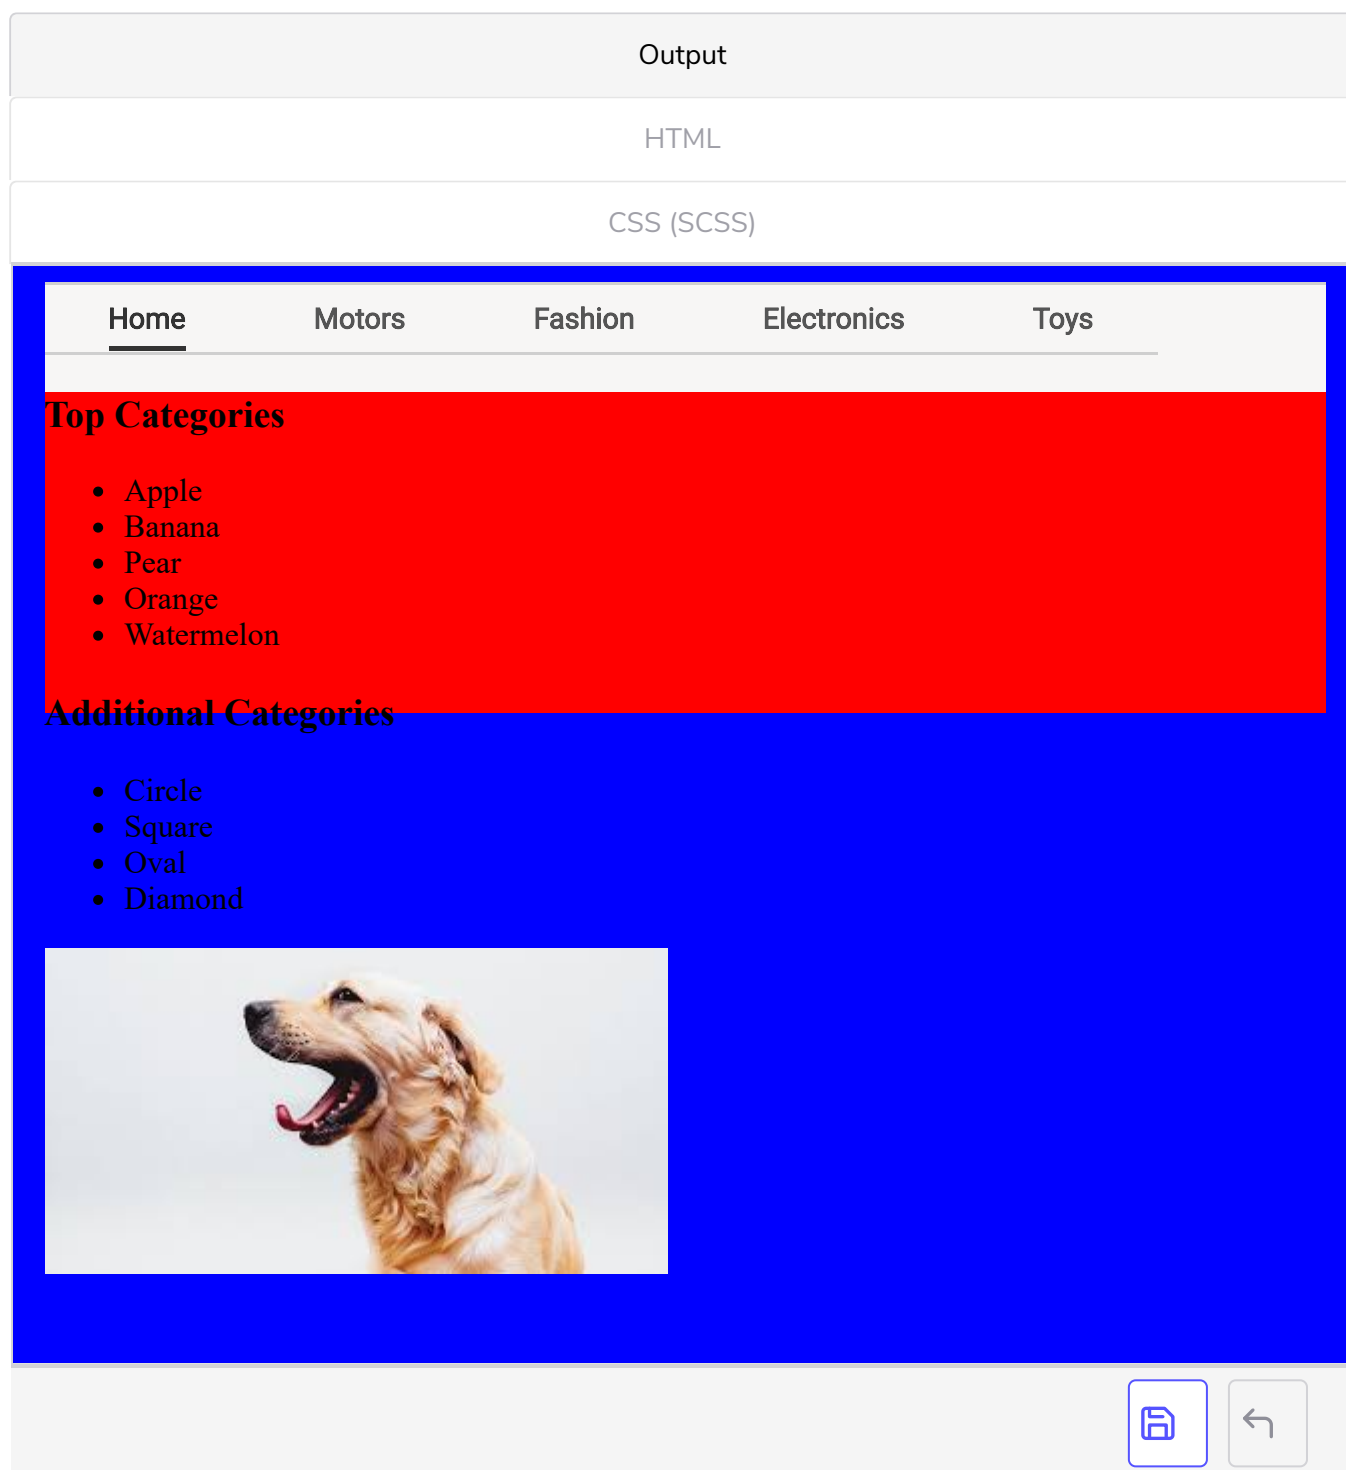 Output
HTML
CSS (SCSS)
Home Motors Fashion Electronics Toys
Top Categories
Apple
Banana
Pear
Orange
Watermelon
Additional Categories
Circle
Square
Oval
Diamond